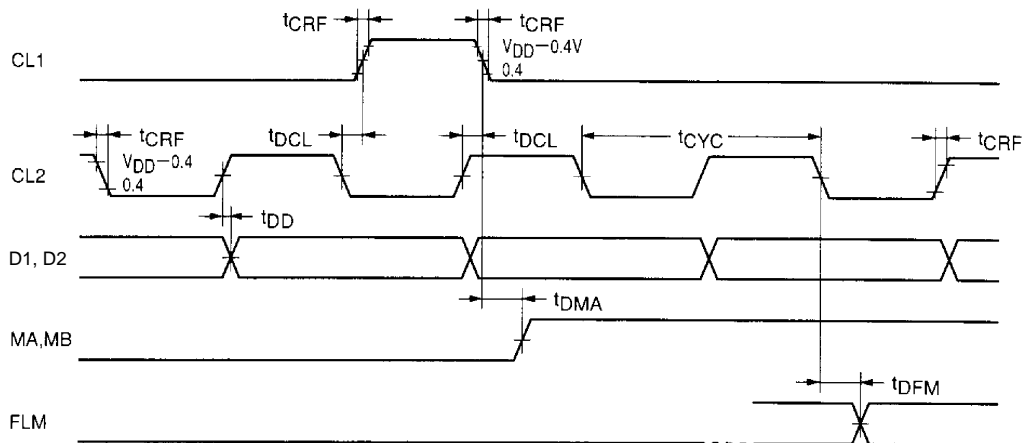 tCRF
tCRF
CL1
VDD−0.4V
0.4
tCRF
tDCL
tDCL
tCYC
tCRF
CL2
VDD−0.4
0.4
tDD
D1, D2
tDMA
MA,MB
tDFM
FLM